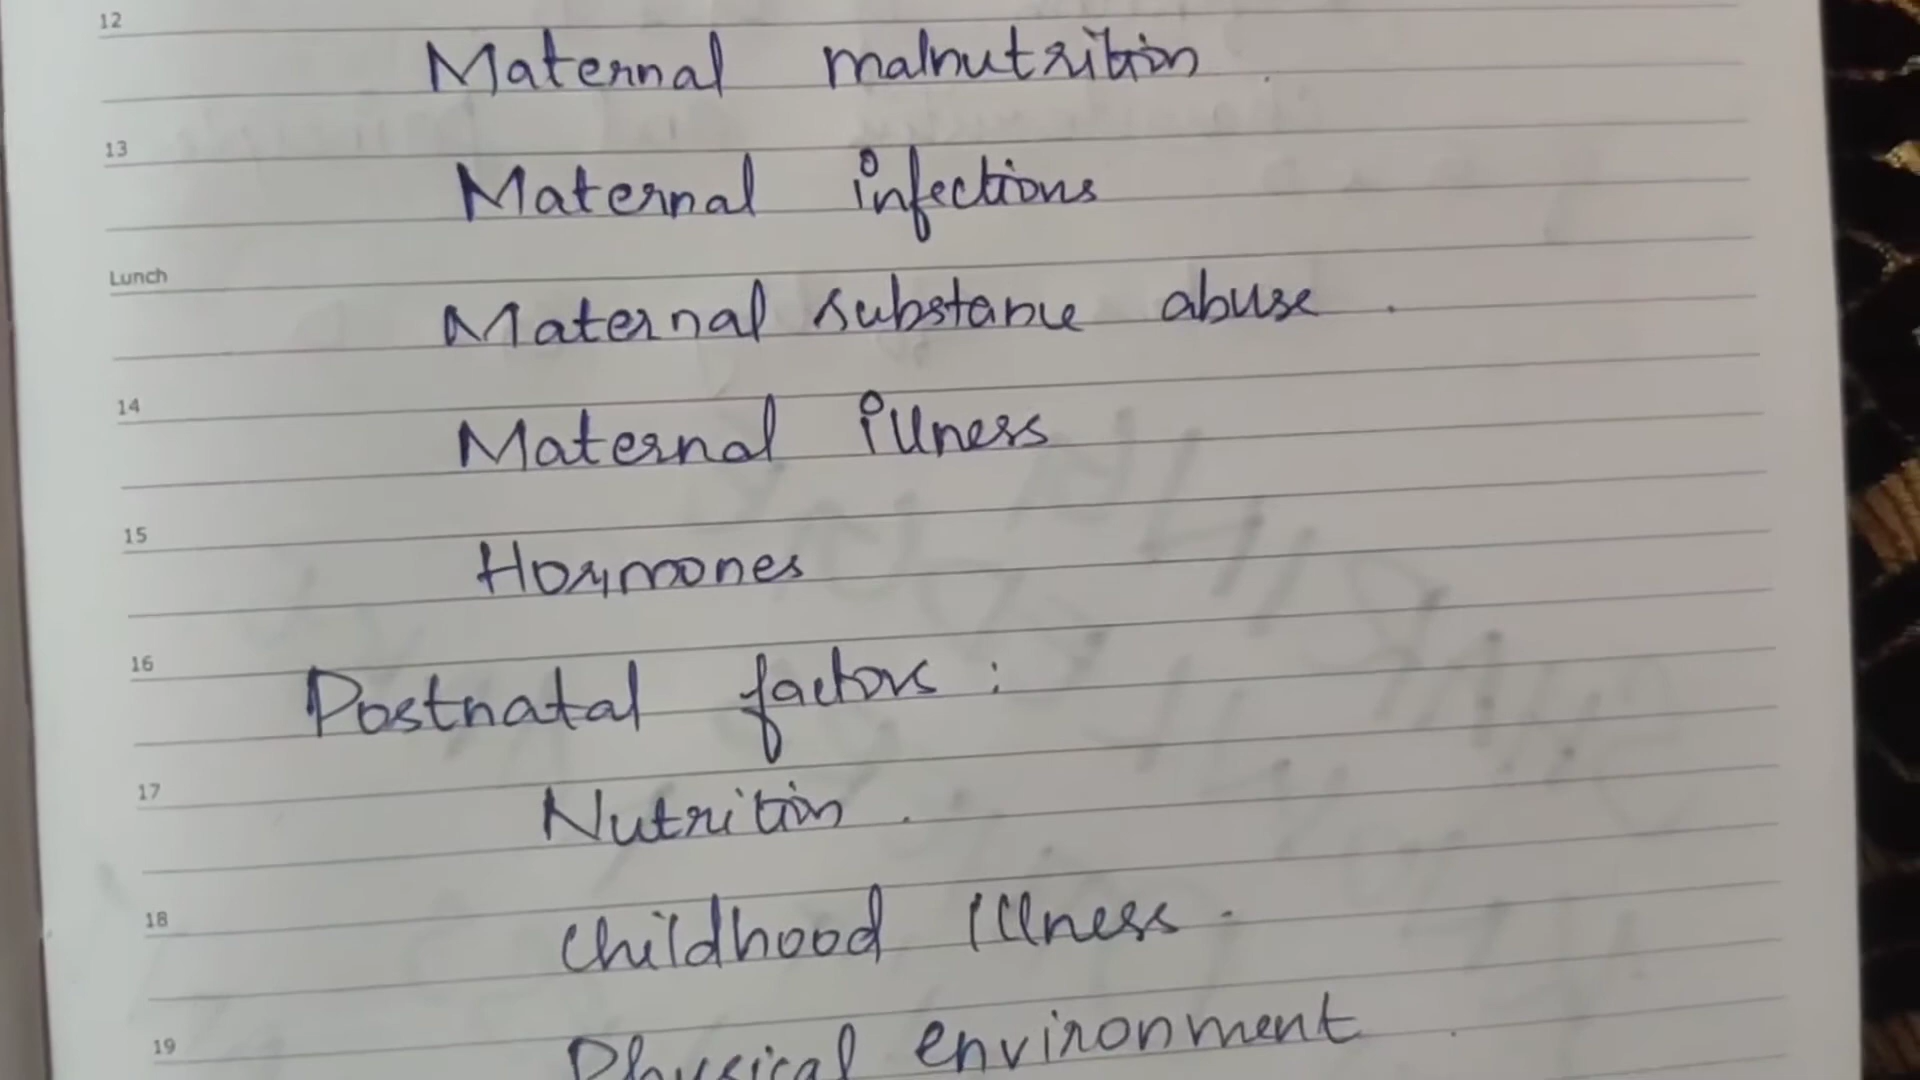 12
Maternal malnutrition.
13
Maternal infections
Lunch
Maternal substance abuse.
14
Maternal illness
15
Hormones
16
Postnatal factors:
17
Nutrition.
18
childhood Illness.
19
Physical environment.